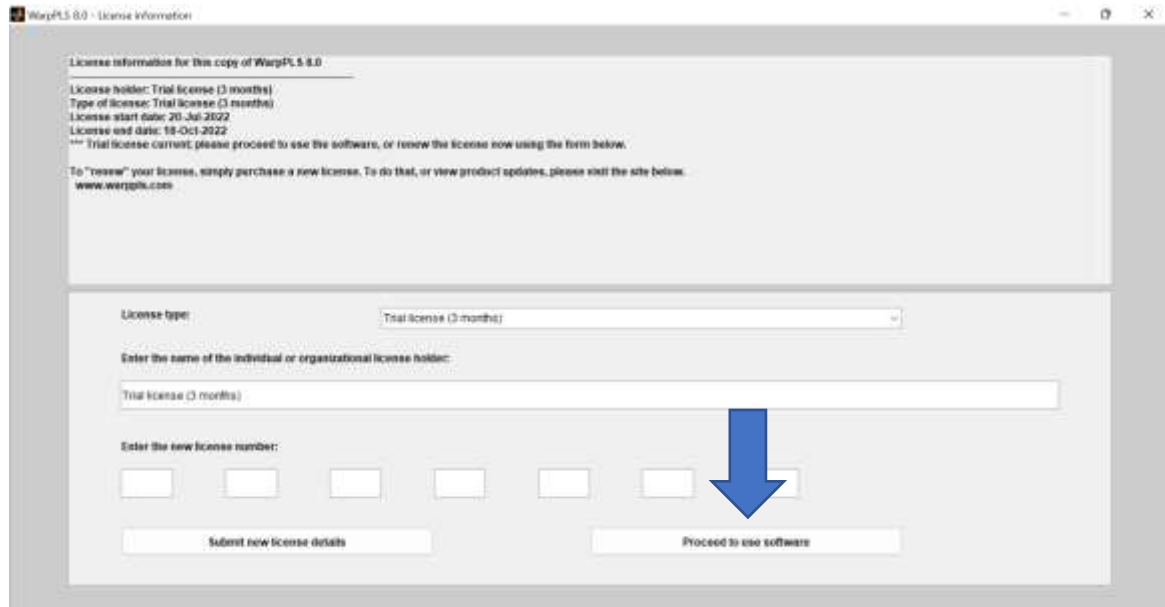 WarpPLS 8.0 - License information
License information for this copy of WarpPLS 8.0
License holder: Trial license (3 months)
Type of license: Trial license (3 months)
License start date: 20-Jul-2022
License end date: 18-Oct-2022
*** Trial license current; please proceed to use the software, or renew the license now using the form below.
To "renew" your license, simply purchase a new license. To do that, or view product updates, please visit the site below.
www.warppls.com
License type:
Trial license (3 months)
Enter the name of the individual or organizational license holder:
Trial license (3 months)
Enter the new license number:
Submit new license details
Proceed to use software